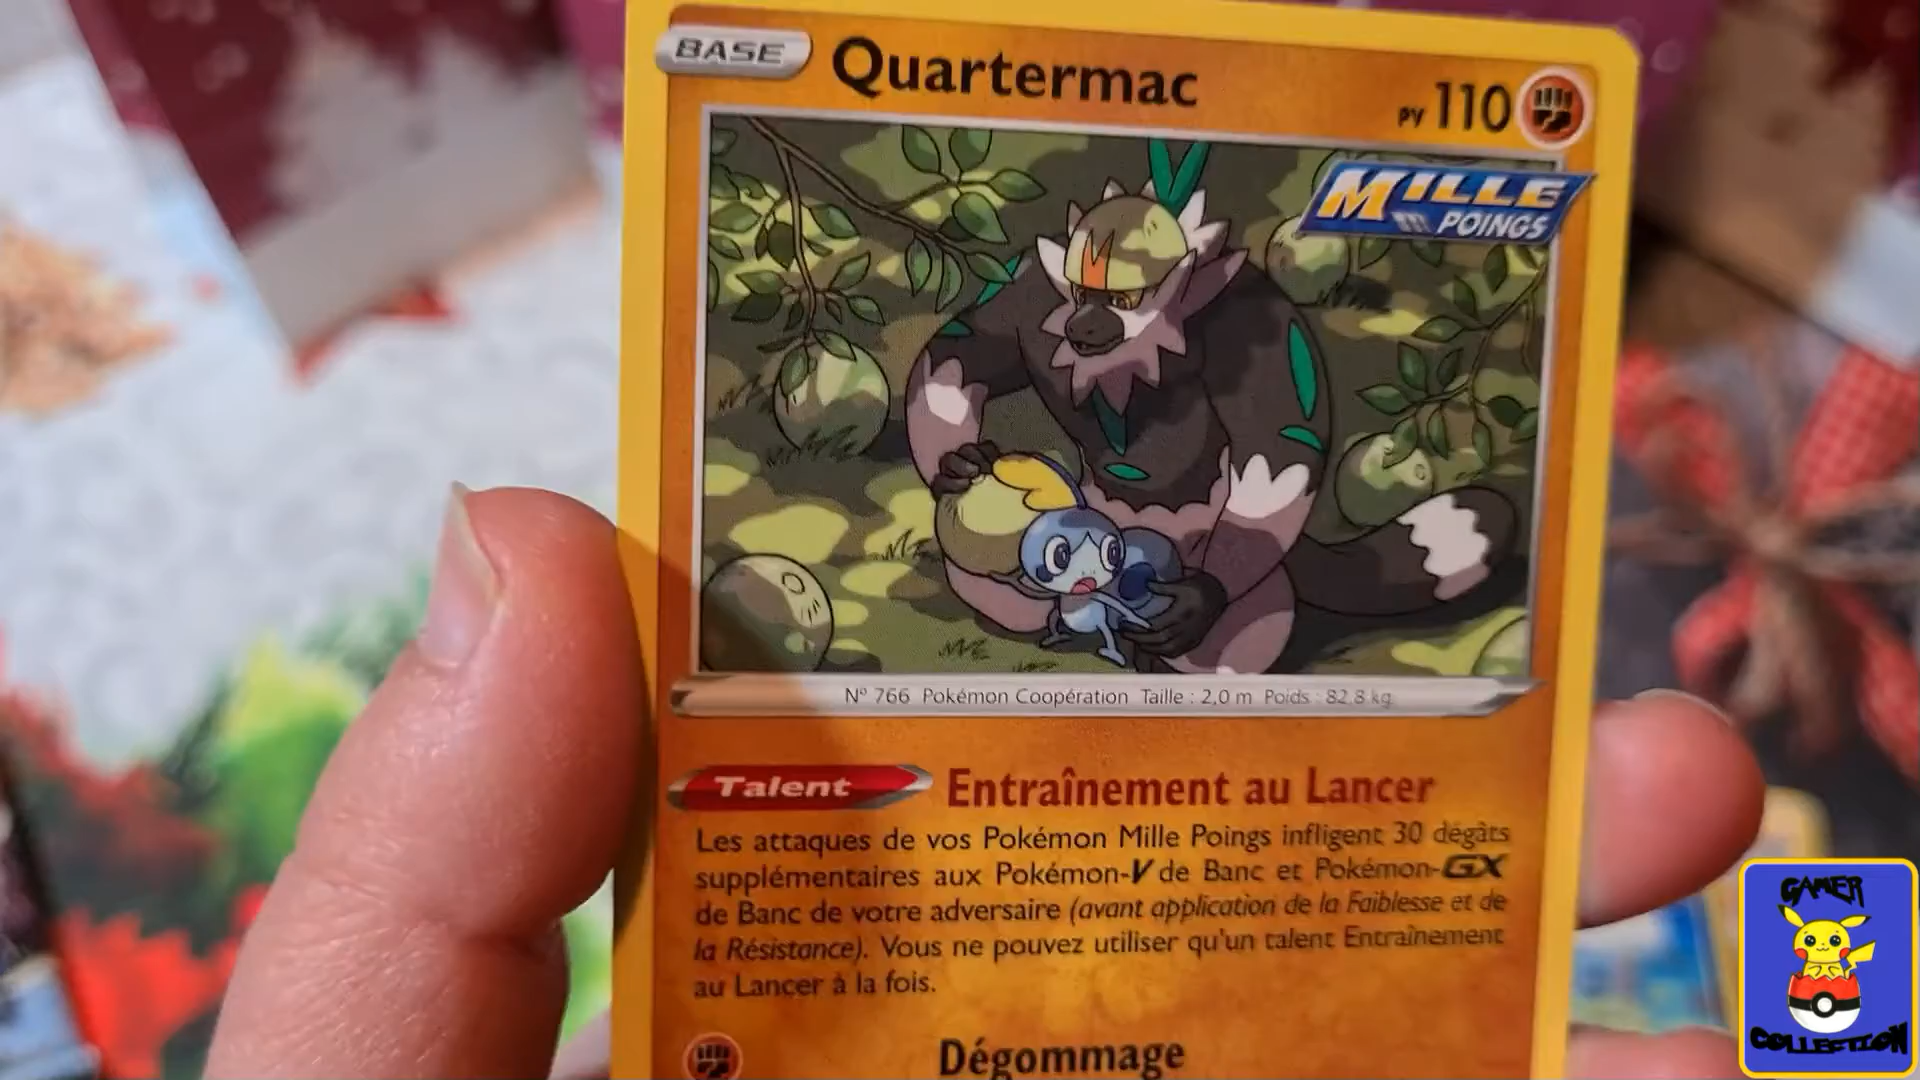 BASE
Quartermac
PV 110
MILLE
POINGS
Nº 766 Pokémon Coopération Taille : 2,0 m Poids : 82.8 kg
Talent
Entraînement au Lancer
Les attaques de vos Pokémon Mille Poings infligent 30 dégâts
supplémentaires aux Pokémon-V de Banc et Pokémon-GX
de Banc de votre adversaire (avant application de la Faiblesse et de
la Résistance). Vous ne pouvez utiliser qu'un talent Entraînement
au Lancer à la fois.
Dégommage
GAMER
COLLECTION